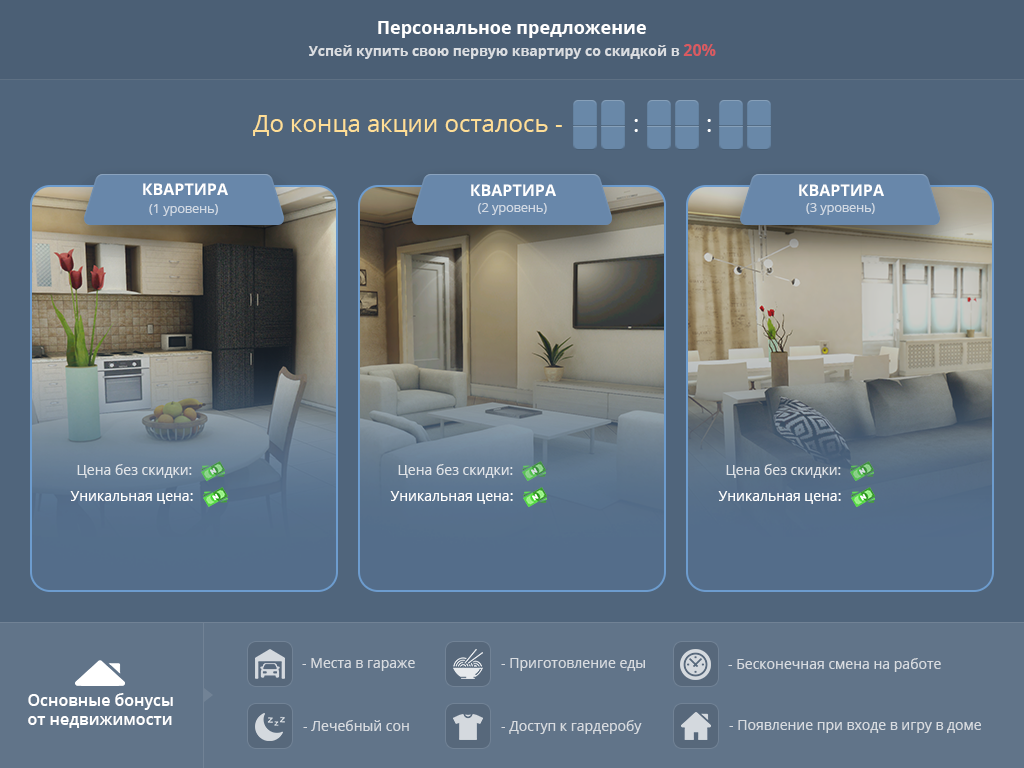 Персональное предложение
Успей купить свою первую квартиру со скидкой в 20%
До конца акции осталось - : :
КВАРТИРА
(1 уровень)
Цена без скидки:
Уникальная цена:
КВАРТИРА
(2 уровень)
Цена без скидки:
Уникальная цена:
КВАРТИРА
(3 уровень)
Цена без скидки:
Уникальная цена:
Основные бонусы
от недвижимости
- Места в гараже
- Приготовление еды
- Бесконечная смена на работе
- Лечебный сон
- Доступ к гардеробу
- Появление при входе в игру в доме